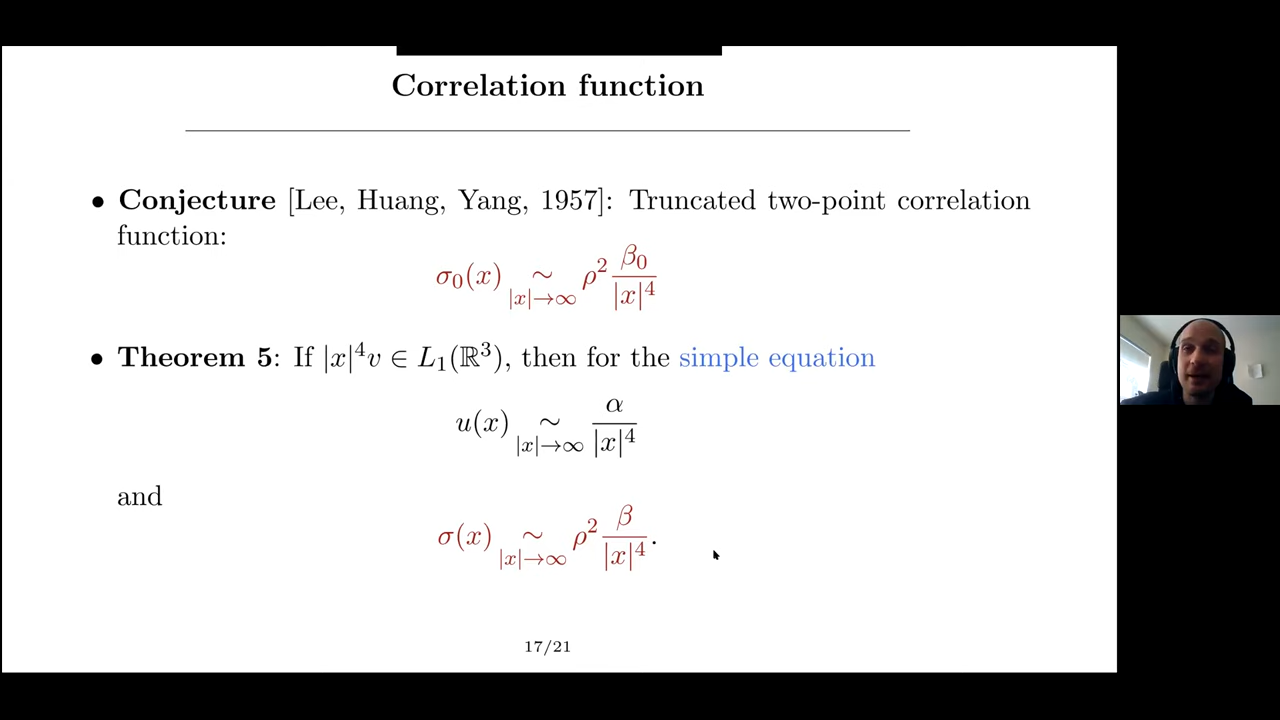 Correlation function
• Conjecture [Lee, Huang, Yang, 1957]: Truncated two-point correlation
function:
σ₀(x) ∼_{|x|→∞} ρ² β₀/|x|⁴
• Theorem 5: If |x|⁴v ∈ L₁(ℝ³), then for the simple equation
u(x) ∼_{|x|→∞} α/|x|⁴
and
σ(x) ∼_{|x|→∞} ρ² β/|x|⁴.
17/21